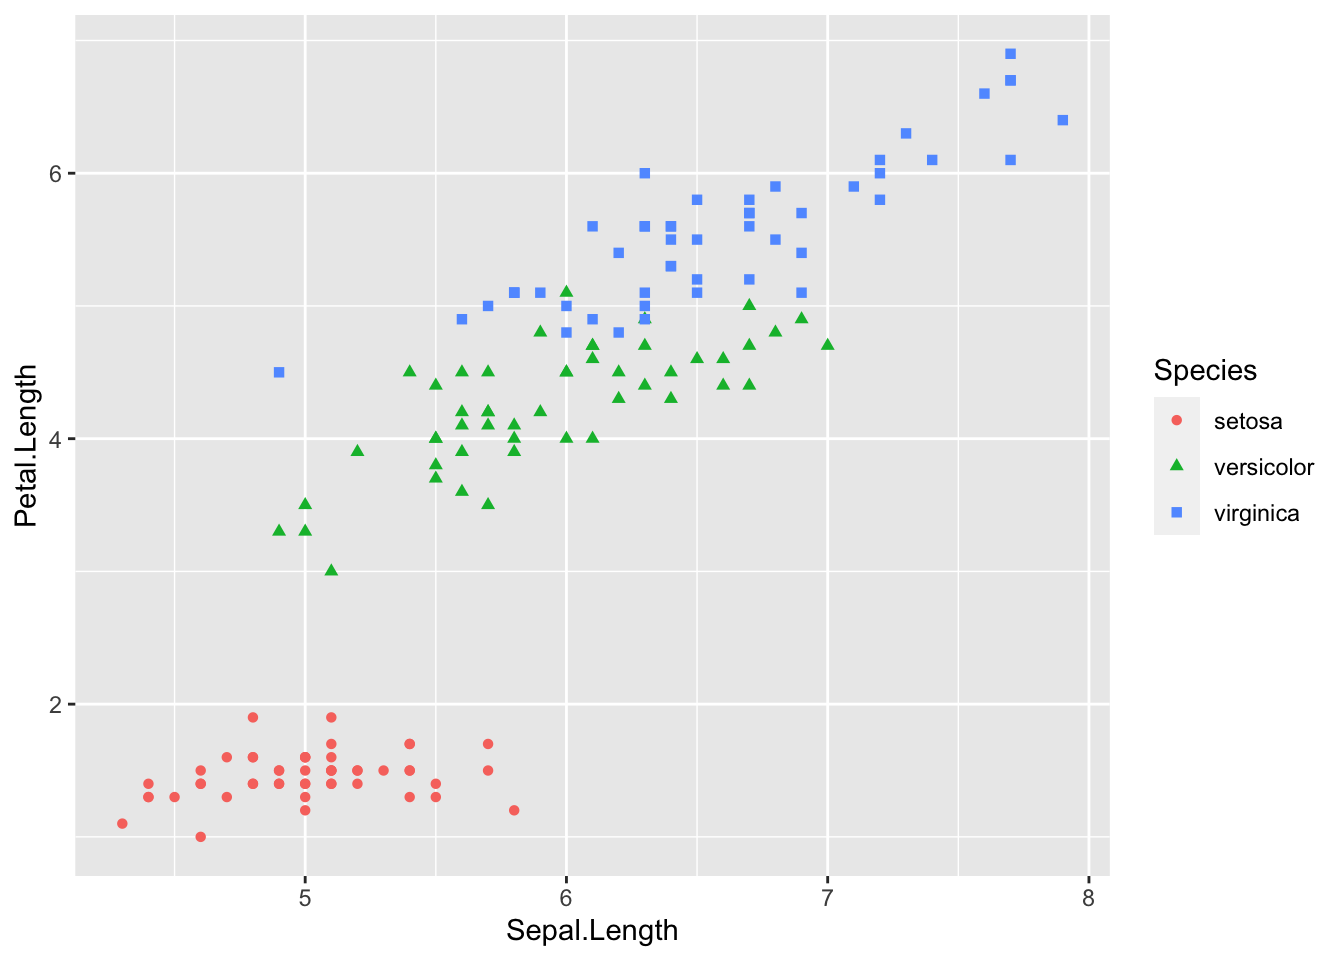 Petal.Length
6
4
2
5 6 7 8
Sepal.Length
Species
setosa
versicolor
virginica